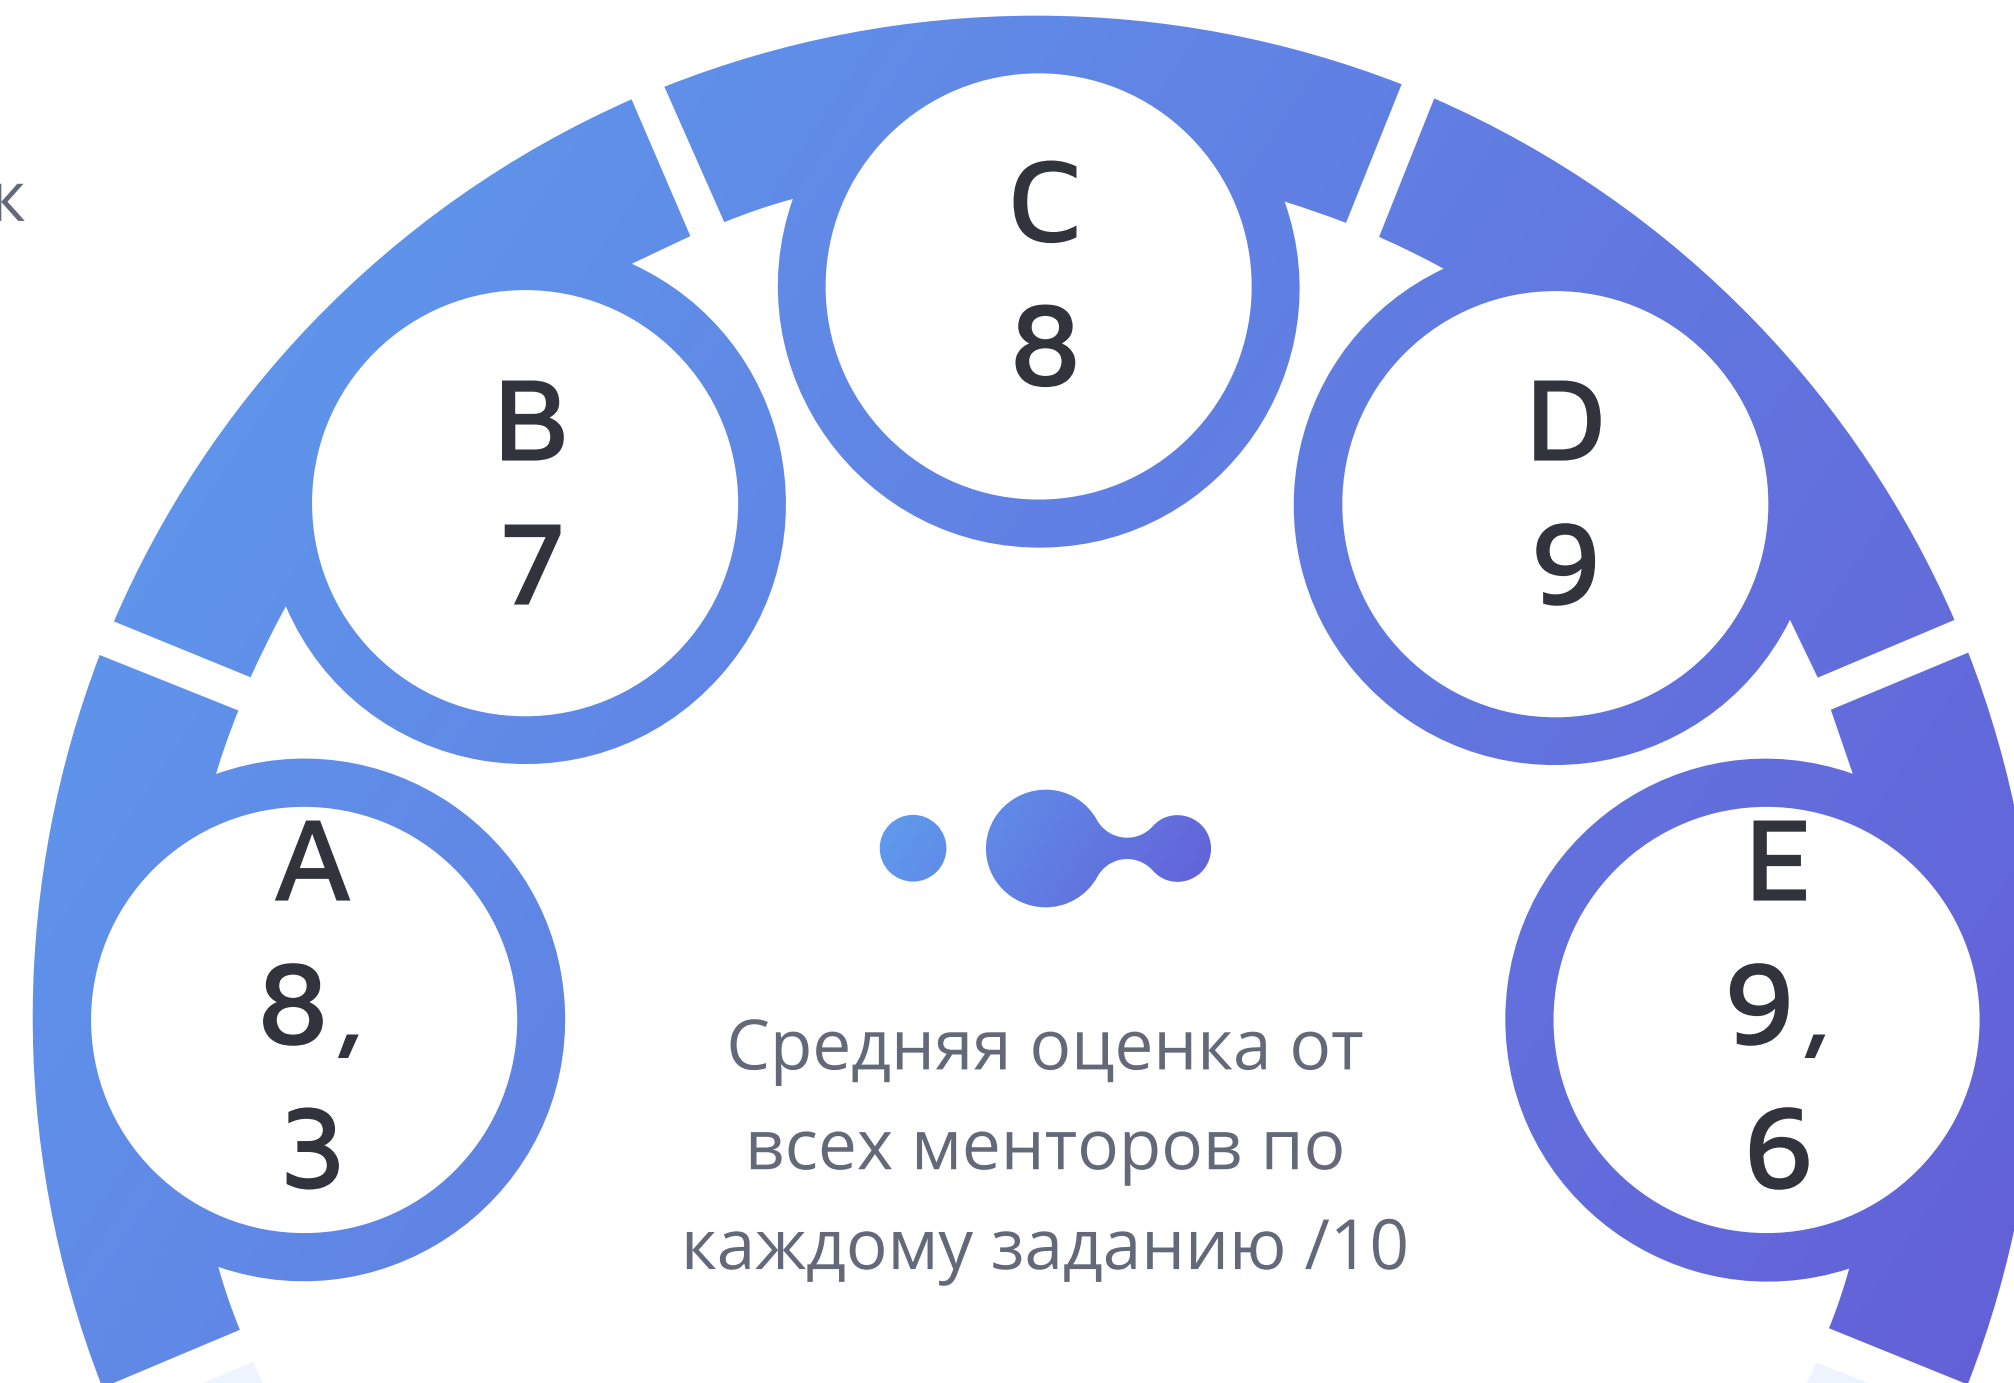 к
C
8
B
7
D
9
A
8,
3
E
9,
6
Средняя оценка от
всех менторов по
каждому заданию /10